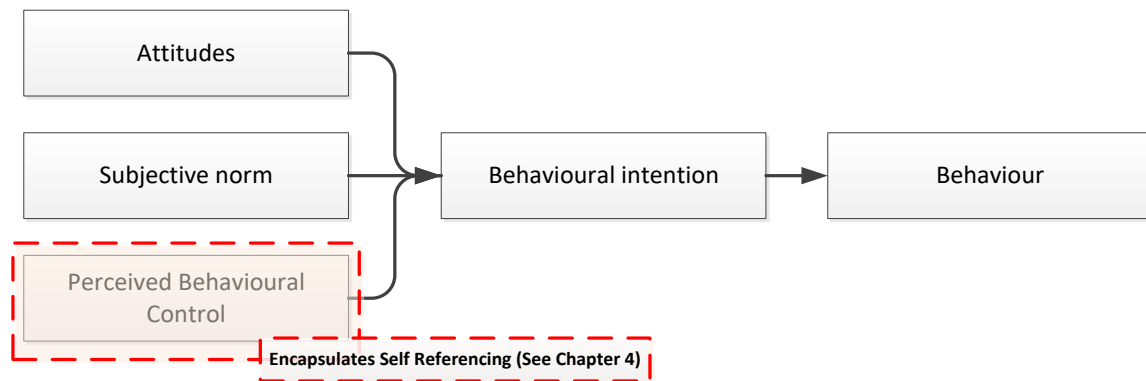 Attitudes
Subjective norm
Behavioural intention
Behaviour
Perceived Behavioural
Control
Encapsulates Self Referencing (See Chapter 4)